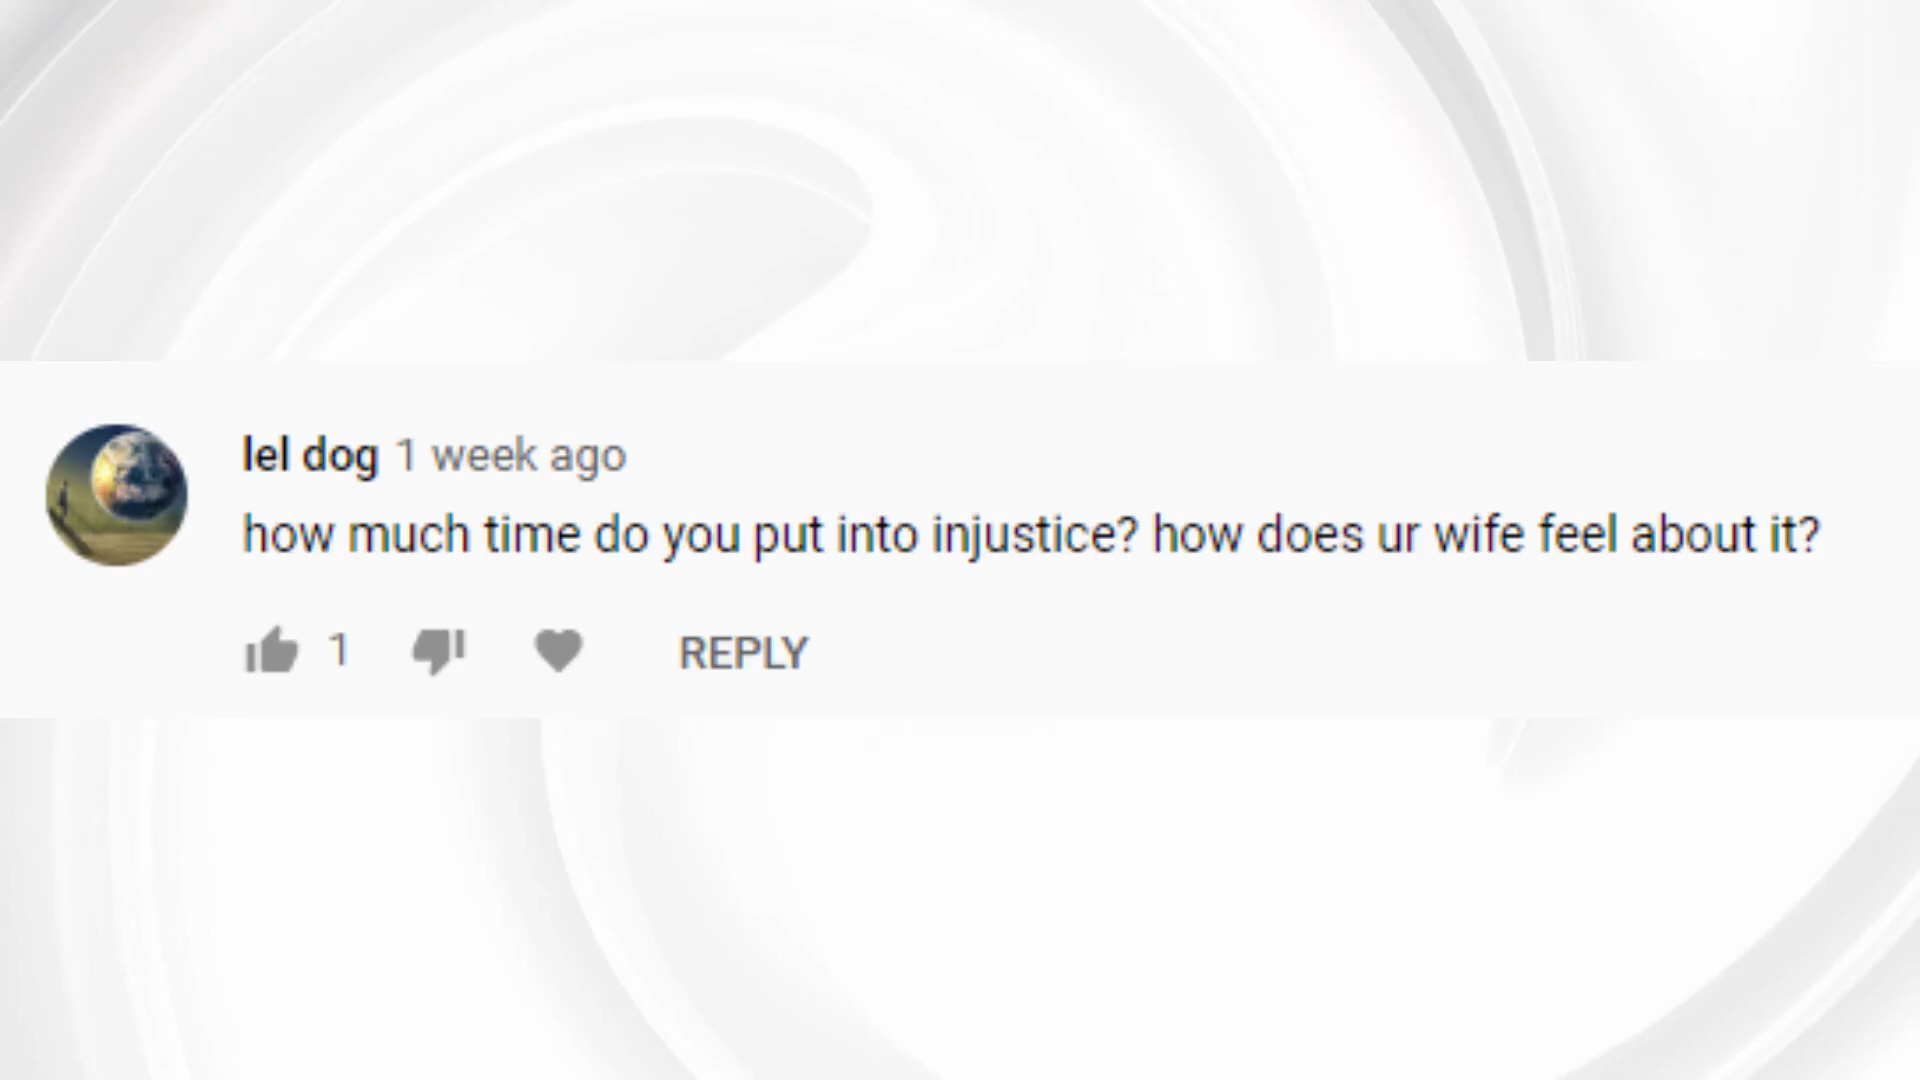 lel dog 1 week ago
how much time do you put into injustice? how does ur wife feel about it?
1 REPLY